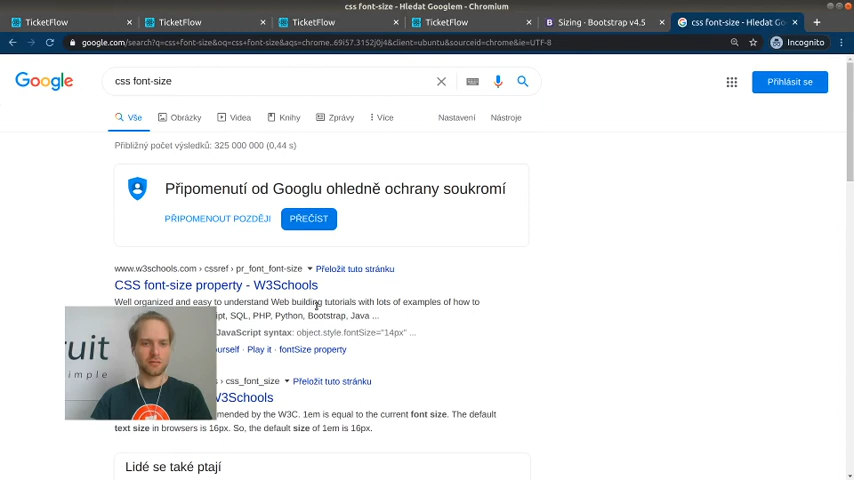 css font-size - Hledat Googlem - Chromium
TicketFlow
TicketFlow
TicketFlow
TicketFlow
Sizing · Bootstrap v4.5
css font-size - Hledat Go
google.com/search?q=css+font-size&oq=css+font-size&aqs=chrome..69i57.3152j0j4&client=ubuntu&sourceid=chrome&ie=UTF-8
Incognito
Google
css font-size
Přihlásit se
Vše
Obrázky
Videa
Knihy
Zprávy
Více
Nastavení
Nástroje
Přibližný počet výsledků: 325 000 000 (0,44 s)
Připomenutí od Googlu ohledně ochrany soukromí
PŘIPOMENOUT POZDĚJI
PŘEČÍST
www.w3schools.com › cssref › pr_font_font-size
Přeložit tuto stránku
CSS font-size property - W3Schools
Well organized and easy to understand Web building tutorials with lots of examples of how to
pt, SQL, PHP, Python, Bootstrap, Java ...
JavaScript syntax: object.style.fontSize="14px" ...
ourself · Play it · fontSize property
› css_font_size
Přeložit tuto stránku
W3Schools
mended by the W3C. 1em is equal to the current font size. The default
text size in browsers is 16px. So, the default size of 1em is 16px.
Lidé se také ptají
ruit
simple